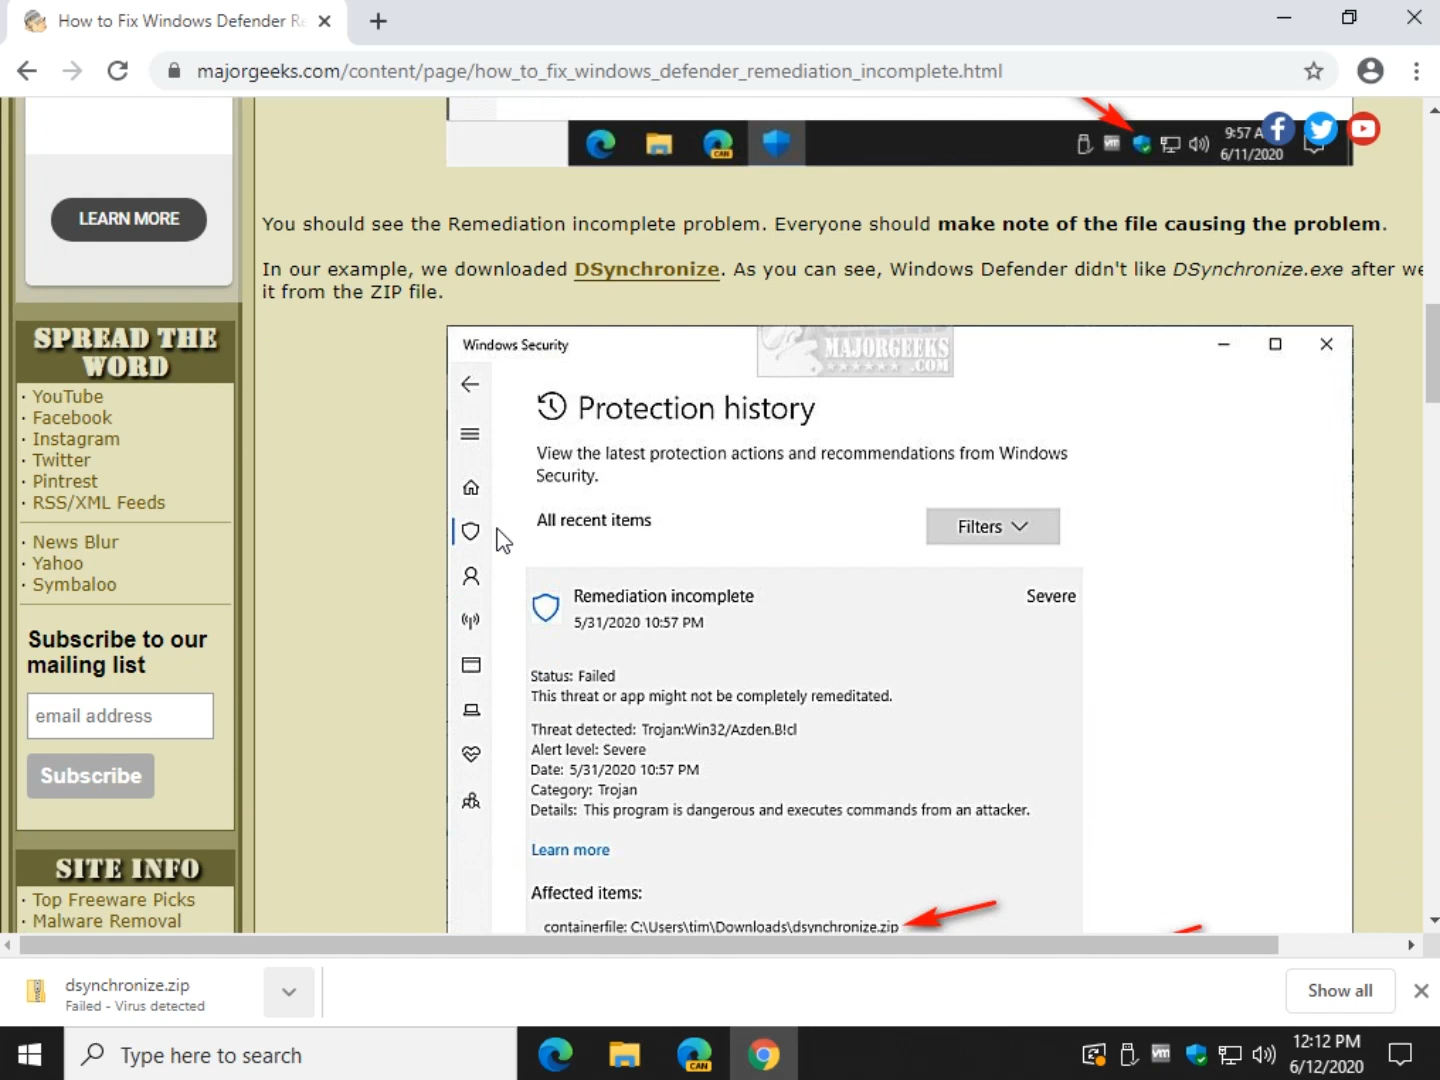 How to Fix Windows Defender Re
majorgeeks.com/content/page/how_to_fix_windows_defender_remediation_incomplete.html
CAN
vm
9:57 A
6/11/2020
LEARN MORE
You should see the Remediation incomplete problem. Everyone should make note of the file causing the problem.
In our example, we downloaded DSynchronize. As you can see, Windows Defender didn't like DSynchronize.exe after we
it from the ZIP file.
SPREAD THE
WORD
· YouTube
· Facebook
· Instagram
· Twitter
· Pintrest
· RSS/XML Feeds
· News Blur
· Yahoo
· Symbaloo
Subscribe to our
mailing list
email address
Subscribe
SITE INFO
· Top Freeware Picks
· Malware Removal
Windows Security
MAJORGEEKS
.COM
Protection history
View the latest protection actions and recommendations from Windows
Security.
All recent items
Filters
Remediation incomplete
Severe
5/31/2020 10:57 PM
Status: Failed
This threat or app might not be completely remeditated.
Threat detected: Trojan:Win32/Azden.B!cl
Alert level: Severe
Date: 5/31/2020 10:57 PM
Category: Trojan
Details: This program is dangerous and executes commands from an attacker.
Learn more
Affected items:
containerfile: C:\Users\tim\Downloads\dsynchronize.zip
dsynchronize.zip
Failed - Virus detected
Show all
Type here to search
CAN
vm
12:12 PM
6/12/2020